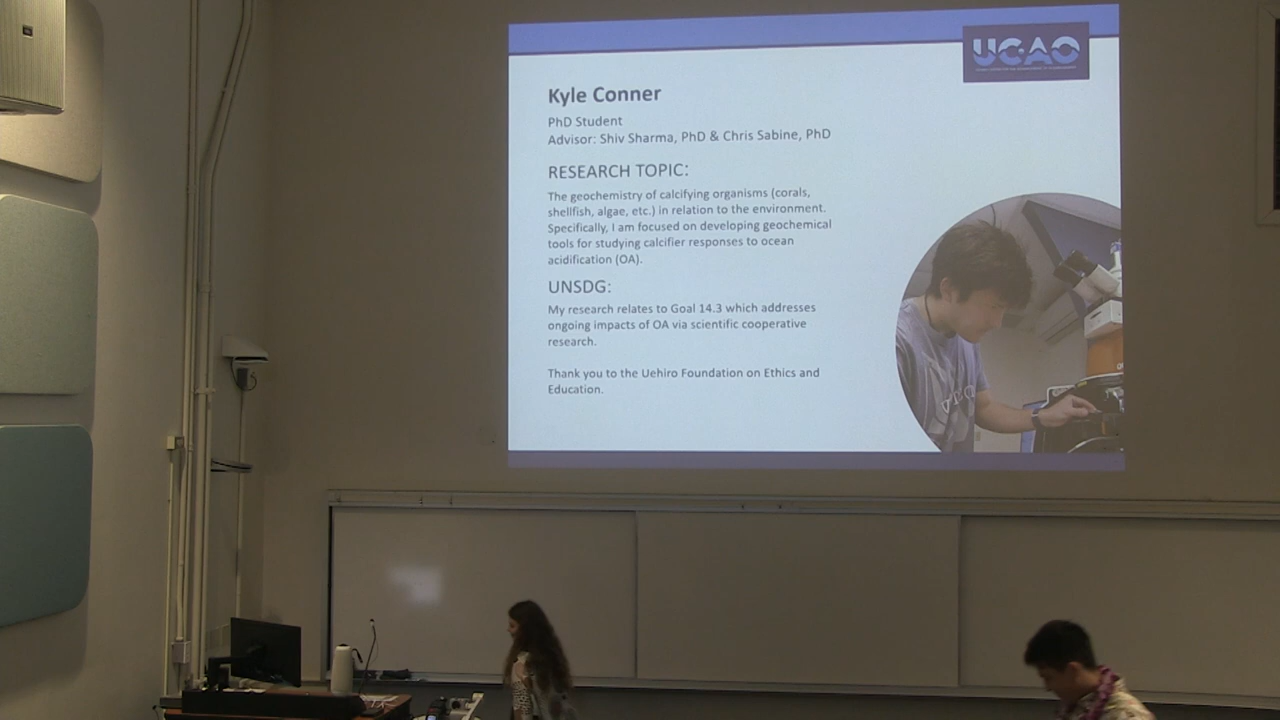 UCAO
Kyle Conner
PhD Student
Advisor: Shiv Sharma, PhD & Chris Sabine, PhD
RESEARCH TOPIC:
The geochemistry of calcifying organisms (corals,
shellfish, algae, etc.) in relation to the environment.
Specifically, I am focused on developing geochemical
tools for studying calcifier responses to ocean
acidification (OA).
UNSDG:
My research relates to Goal 14.3 which addresses
ongoing impacts of OA via scientific cooperative
research.
Thank you to the Uehiro Foundation on Ethics and
Education.